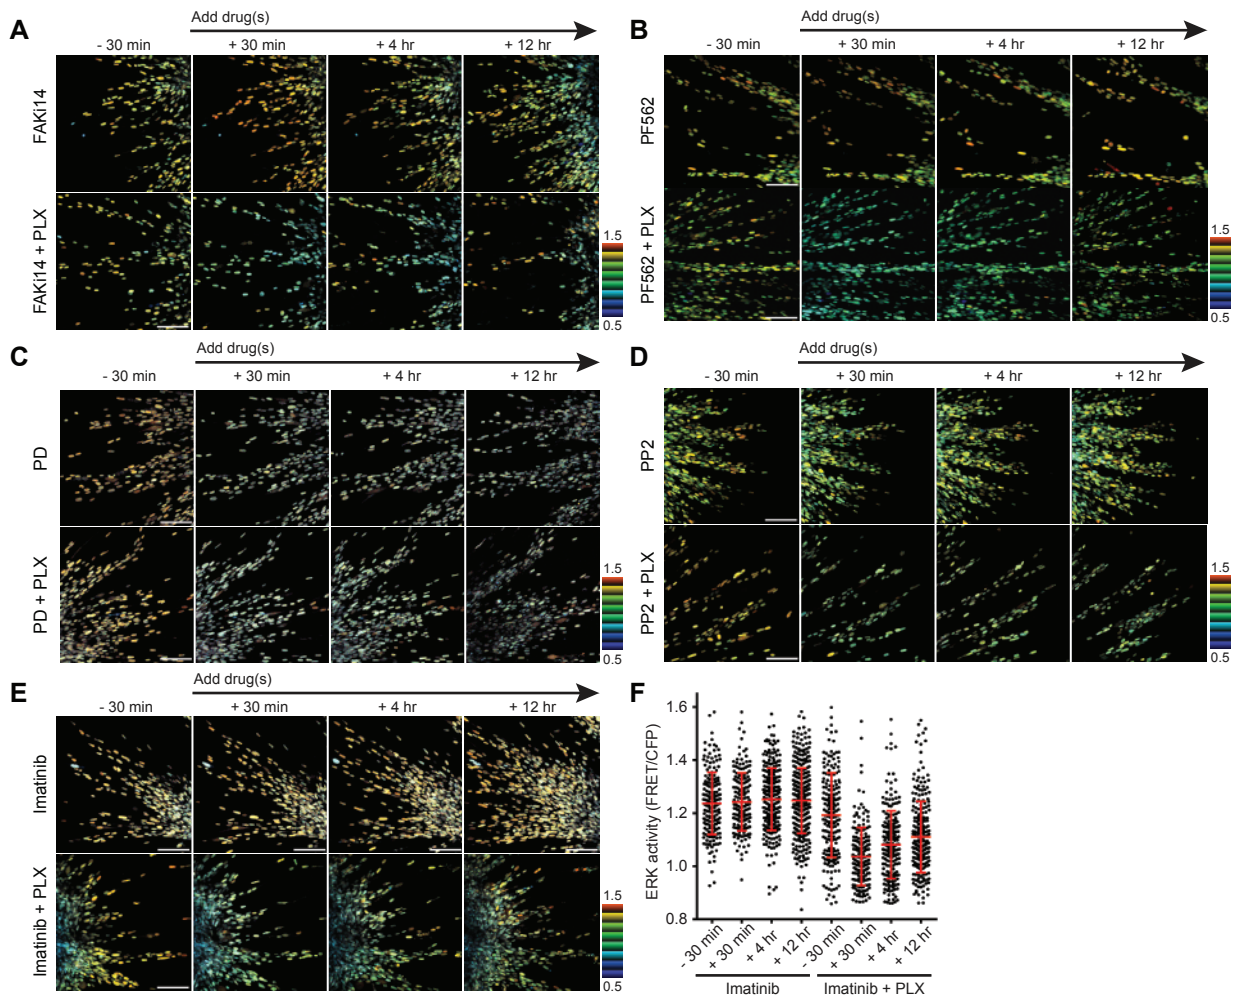 A
Add drug(s)
- 30 min + 30 min + 4 hr + 12 hr
FAKi14
FAKi14 + PLX
1.5
0.5
B
Add drug(s)
- 30 min + 30 min + 4 hr + 12 hr
PF562
PF562 + PLX
1.5
0.5
C
Add drug(s)
- 30 min + 30 min + 4 hr + 12 hr
PD
PD + PLX
1.5
0.5
D
Add drug(s)
- 30 min + 30 min + 4 hr + 12 hr
PP2
PP2 + PLX
1.5
0.5
E
Add drug(s)
- 30 min + 30 min + 4 hr + 12 hr
Imatinib
Imatinib + PLX
1.5
0.5
F
ERK activity (FRET/CFP)
1.6
1.4
1.2
1.0
0.8
- 30 min + 30 min + 4 hr + 12 hr - 30 min + 30 min + 4 hr + 12 hr
Imatinib Imatinib + PLX